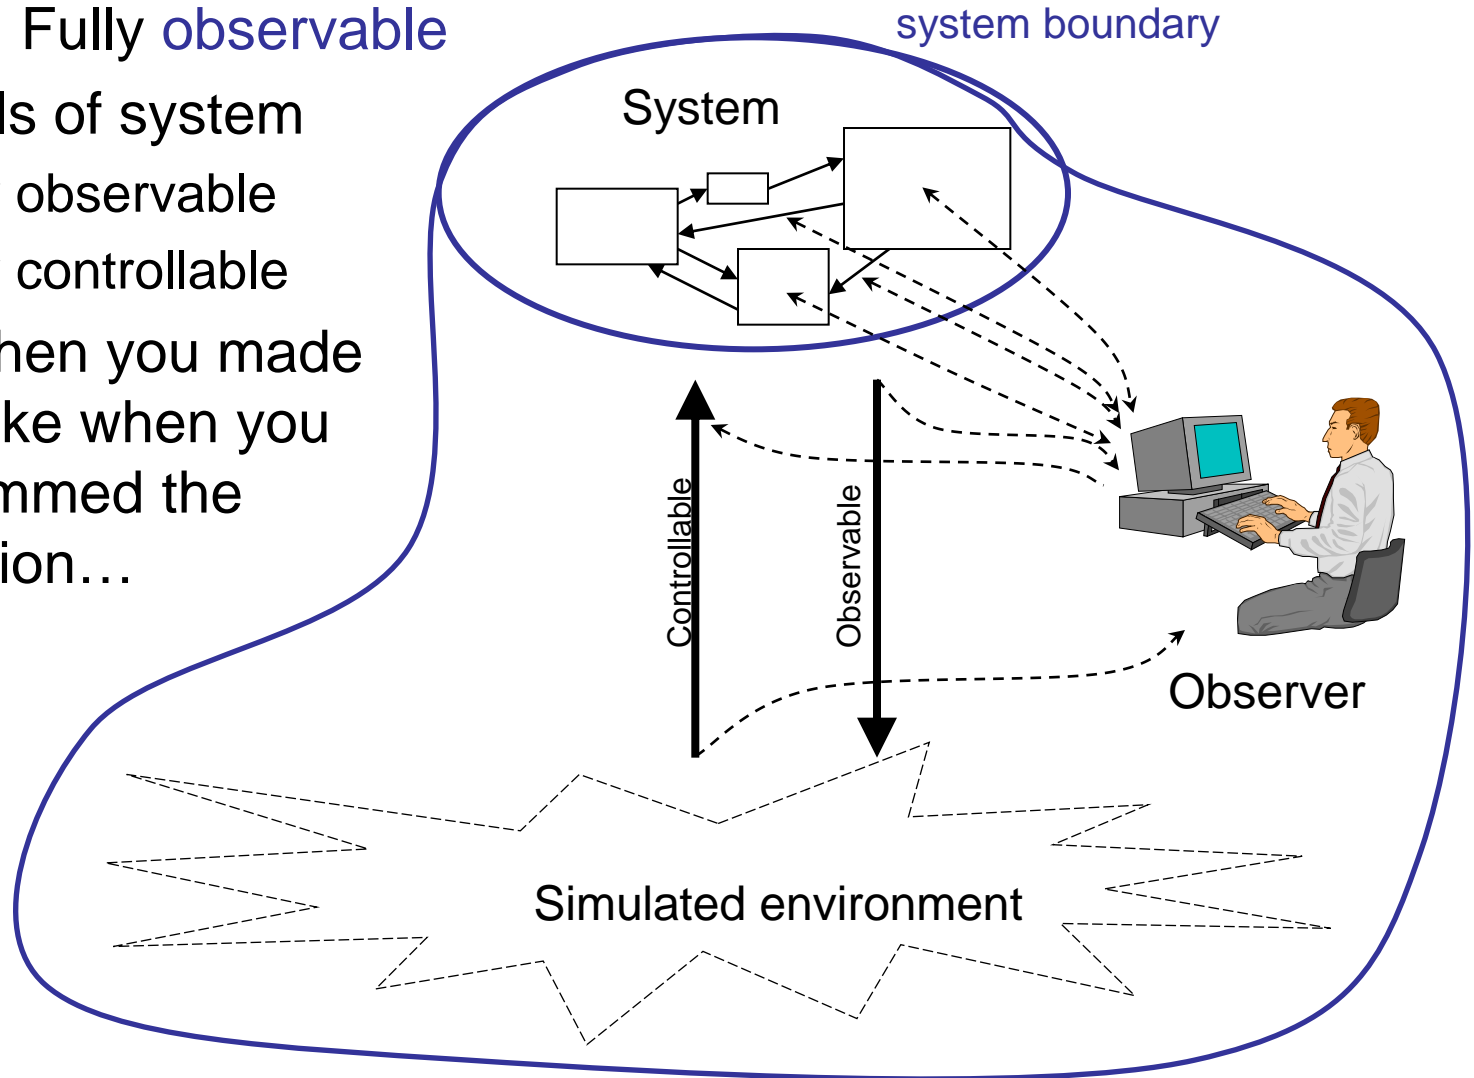 Fully observable
ls of system
observable
controllable
hen you made
ke when you
mmed the
ion…
system boundary
System
Controllable
Observable
Observer
Simulated environment